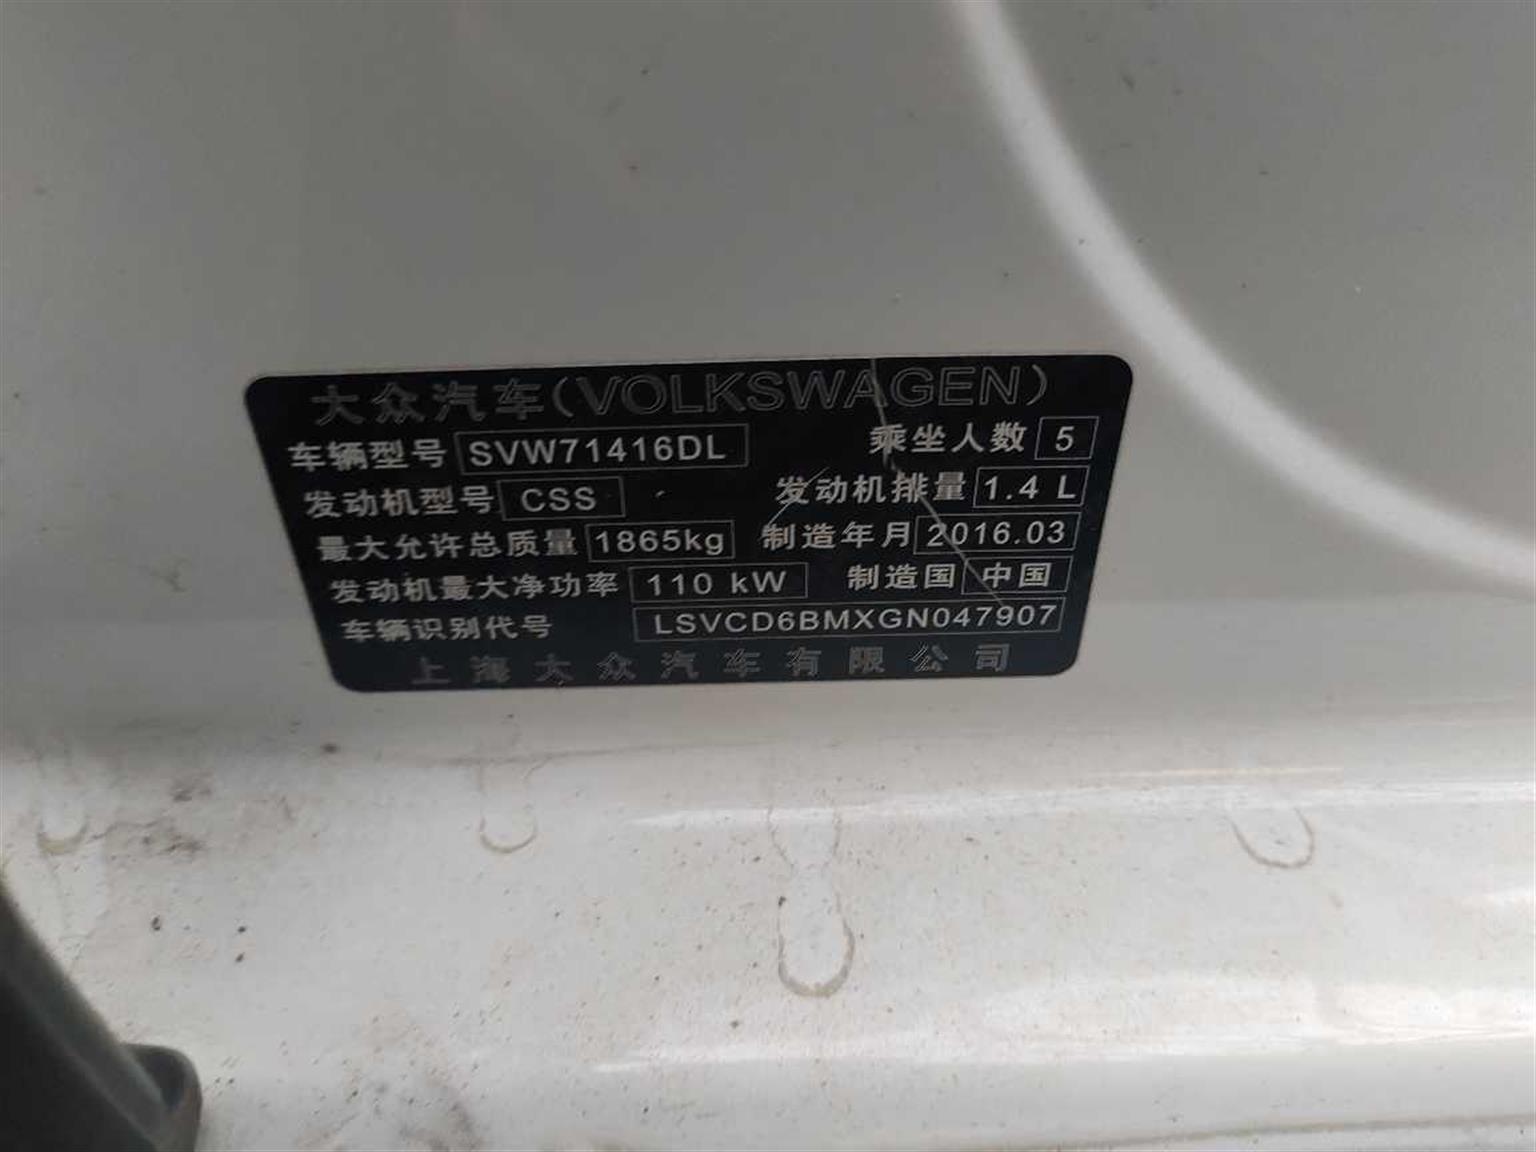 大众汽车(VOLKSWAGEN)
车辆型号 SVW71416DL 乘坐人数 5
发动机型号 CSS 发动机排量 1.4 L
最大允许总质量 1865kg 制造年月 2016.03
发动机最大净功率 110 kW 制造国 中国
车辆识别代号 LSVCD6BMXGN047907
上海大众汽车有限公司